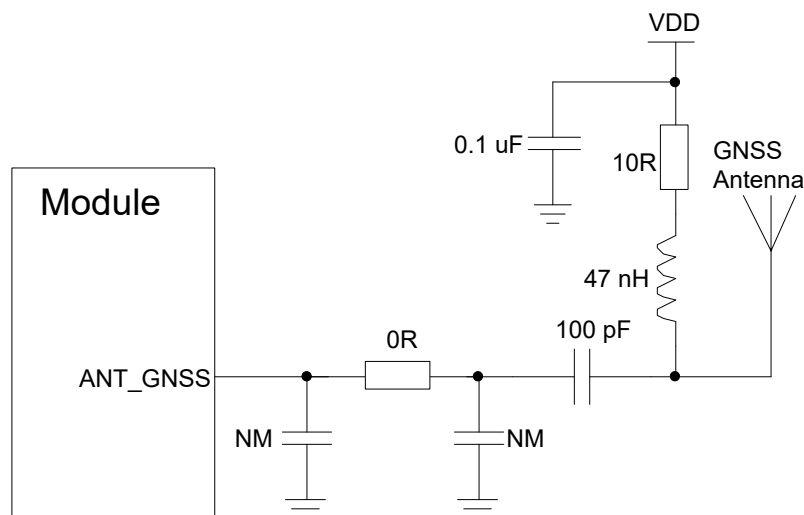 VDD
0.1 uF
10R
GNSS
Antenna
Module
47 nH
100 pF
0R
ANT_GNSS
NM
NM